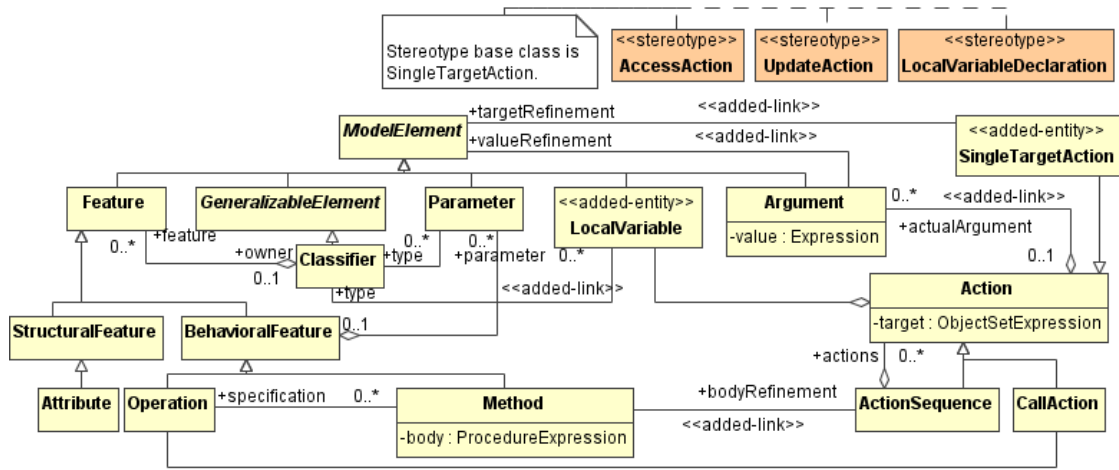 Stereotype base class is
SingleTargetAction.
<<stereotype>>
AccessAction
<<stereotype>>
UpdateAction
<<stereotype>>
LocalVariableDeclaration
ModelElement
+targetRefinement
<<added-link>>
+valueRefinement
<<added-link>>
<<added-entity>>
SingleTargetAction
Feature
GeneralizableElement
Parameter
<<added-entity>>
LocalVariable
Argument
-value : Expression
0..*
<<added-link>>
+actualArgument
0..1
+feature
0..*
+owner
0..1
Classifier
0..*
+type
+parameter
0..*
+type
<<added-link>>
Action
-target : ObjectSetExpression
StructuralFeature
BehavioralFeature
0..1
+actions
0..*
Attribute
Operation
+specification
0..*
Method
-body : ProcedureExpression
+bodyRefinement
<<added-link>>
ActionSequence
CallAction